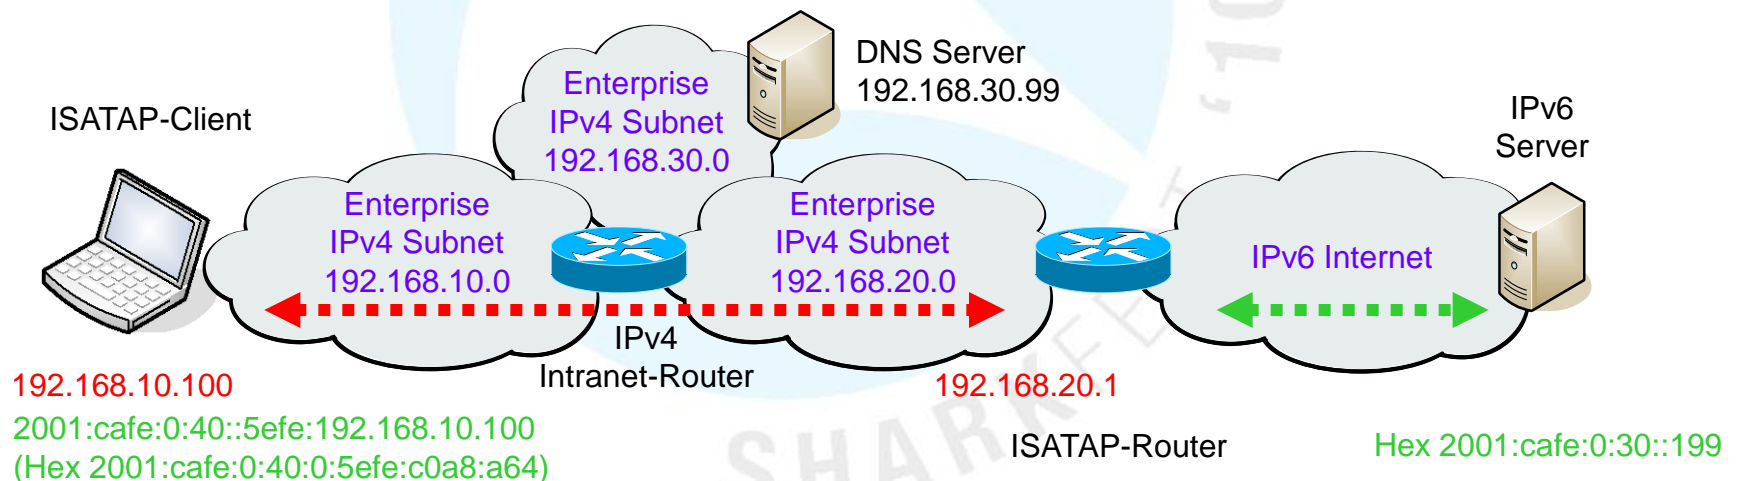 DNS Server
192.168.30.99
Enterprise
IPv4 Subnet
192.168.30.0
ISATAP-Client
IPv6
Server
Enterprise
IPv4 Subnet
192.168.10.0
Enterprise
IPv4 Subnet
192.168.20.0
IPv6 Internet
IPv4
Intranet-Router
192.168.10.100
2001:cafe:0:40::5efe:192.168.10.100
(Hex 2001:cafe:0:40:0:5efe:c0a8:a64)
192.168.20.1
ISATAP-Router
Hex 2001:cafe:0:30::199